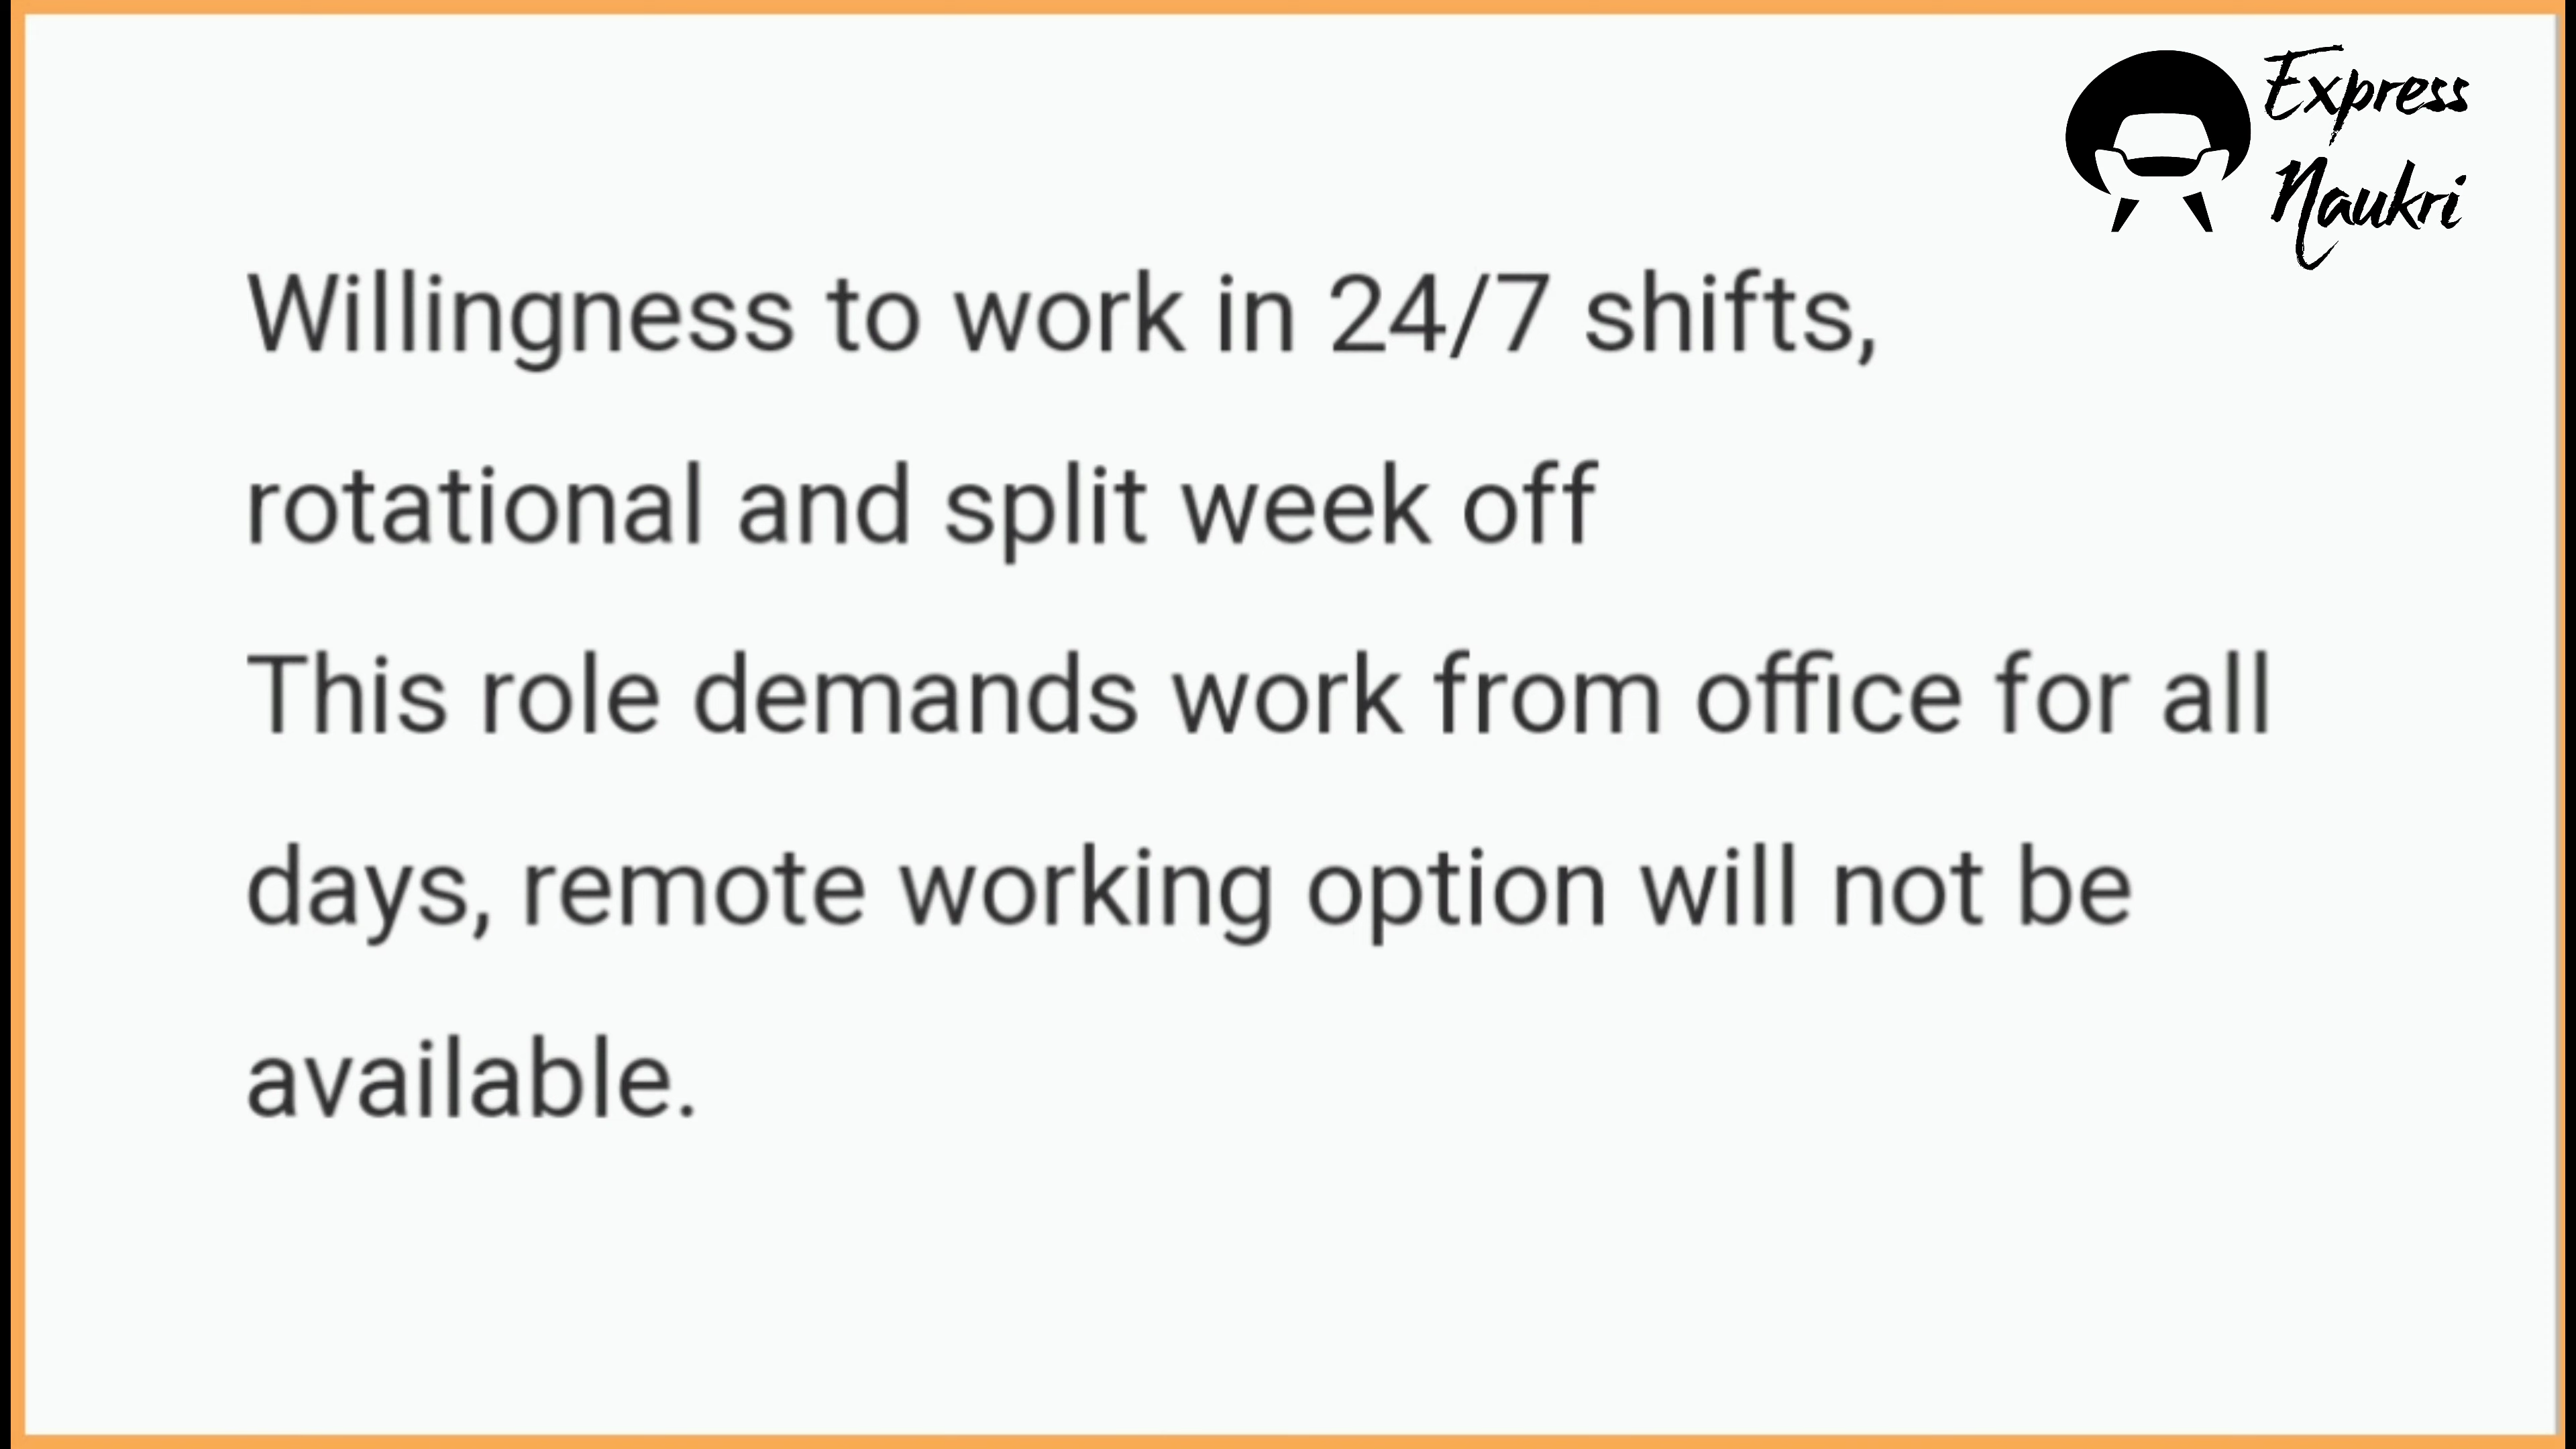 Express
Naukri
Willingness to work in 24/7 shifts,
rotational and split week off
This role demands work from office for all
days, remote working option will not be
available.